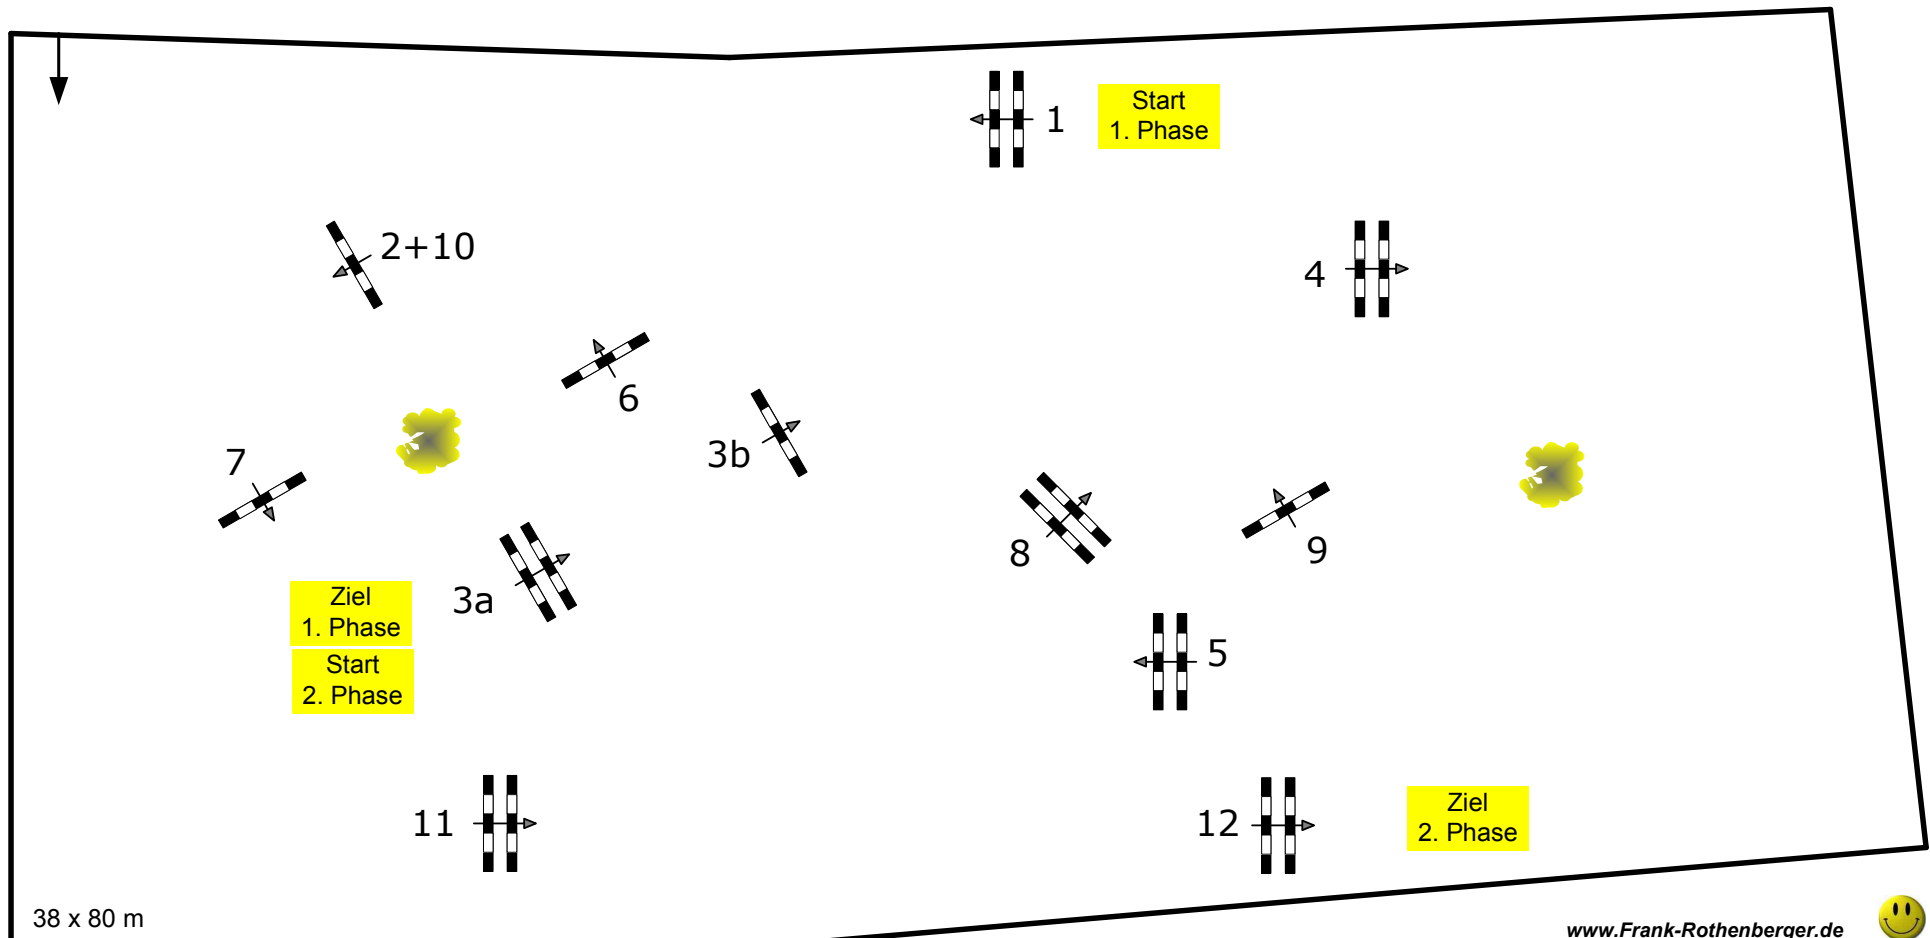 1
Start
1. Phase
2+10
4
6
3b
7
8
9
3a
Ziel
1. Phase
Start
2. Phase
5
11
12
Ziel
2. Phase
38 x 80 m
www.Frank-Rothenberger.de